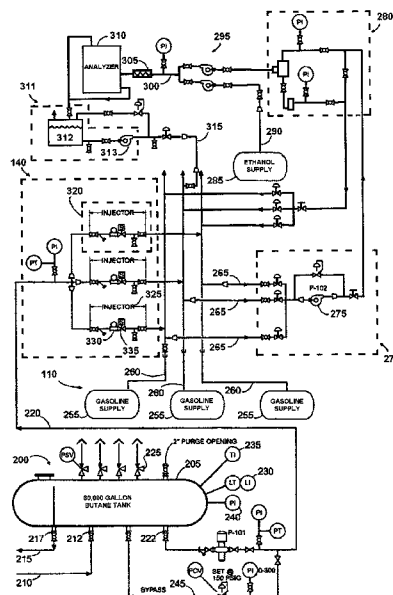 310
PI
295
PI
280
ANALYZER
305
300
PI
311
312
313
315
290
ETHANOL
SUPPLY
285
140
320
INJECTOR
PI
PT
INJECTOR
325
INJECTOR
330
335
265
265
265
P-102
275
27
110
260
260
260
GASOLINE
SUPPLY
255
GASOLINE
SUPPLY
255
GASOLINE
SUPPLY
255
220
200
PSV
225
2" PURGE OPENING
205
235
TI
230
LT
LI
PI
240
BUTANE TANK
217
212
222
215
210
P-101
PI
PT
BYPASS
245
PCV
SET @
150 PSIG
PI
0-300